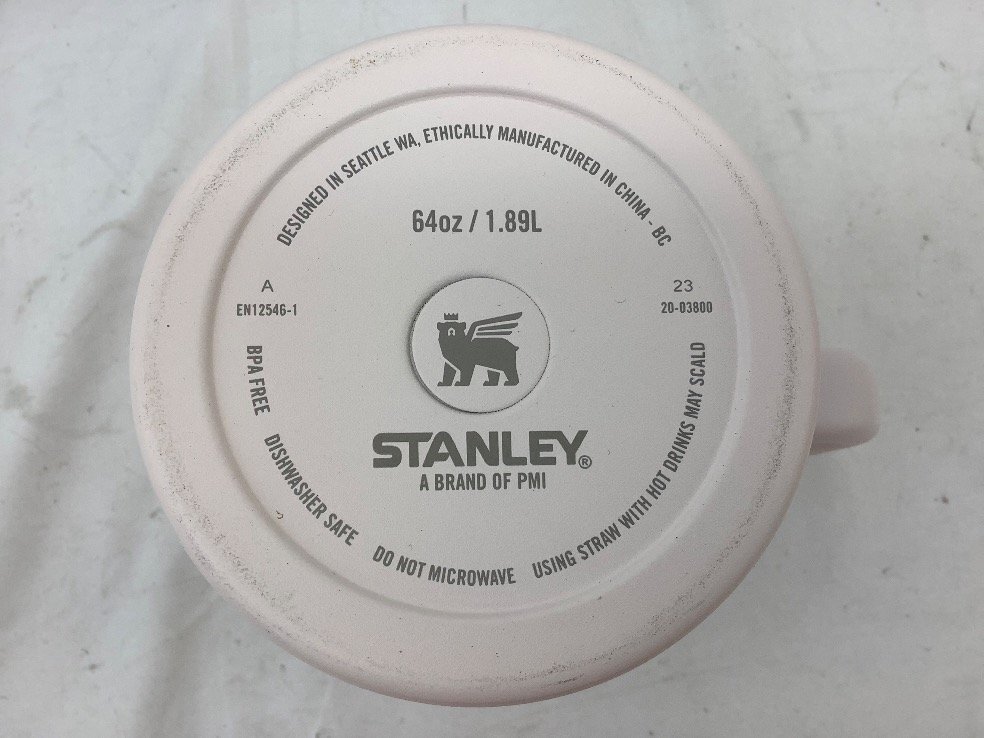 DESIGNED IN SEATTLE WA, ETHICALLY MANUFACTURED IN CHINA - BC
64oz / 1.89L
A
EN12546-1
23
20-03800
STANLEY®
A BRAND OF PMI
BPA FREE
DISHWASHER SAFE
DO NOT MICROWAVE
USING STRAW WITH HOT DRINKS MAY SCALD